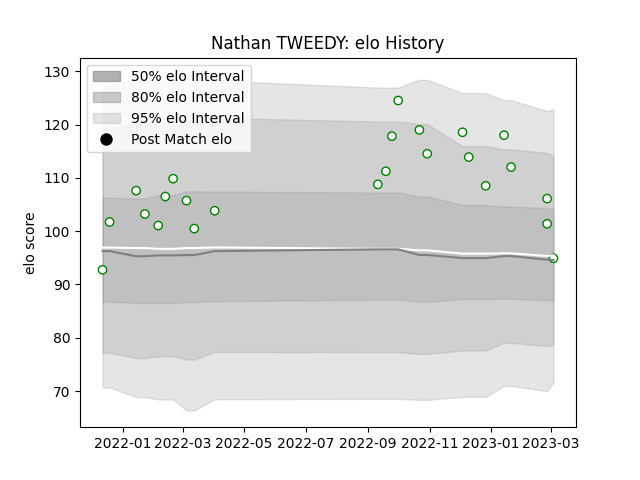 Nathan TWEEDY: elo History
130
120
110
100
90
80
70
elo score
50% elo Interval
80% elo Interval
95% elo Interval
Post Match elo
2022-01 2022-03 2022-05 2022-07 2022-09 2022-11 2023-01 2023-03